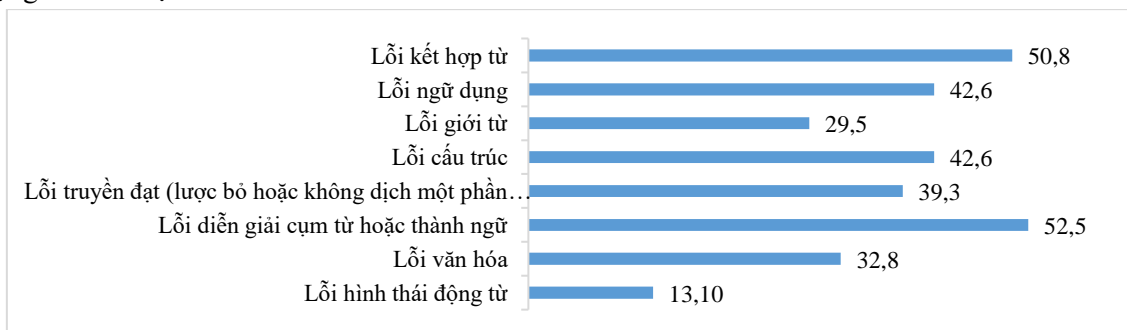 Lỗi kết hợp từ 50,8
Lỗi ngữ dụng 42,6
Lỗi giới từ 29,5
Lỗi cấu trúc 42,6
Lỗi truyền đạt (lược bỏ hoặc không dịch một phần… 39,3
Lỗi diễn giải cụm từ hoặc thành ngữ 52,5
Lỗi văn hóa 32,8
Lỗi hình thái động từ 13,10